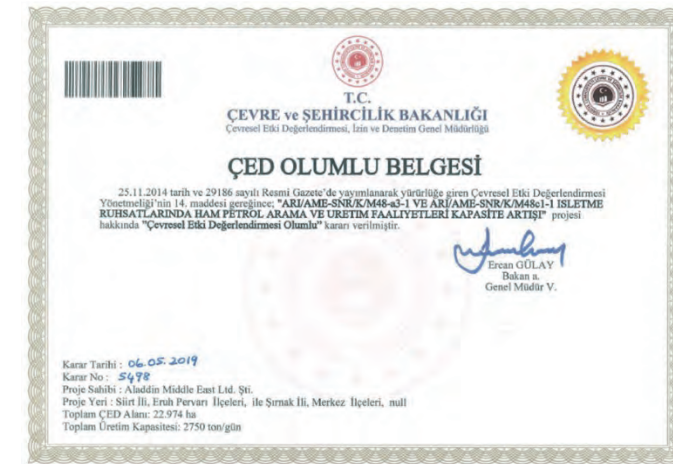 T.C.
ÇEVRE ve ŞEHİRCİLİK BAKANLIĞI
Çevresel Etki Değerlendirmesi, İzin ve Denetim Genel Müdürlüğü
ÇED OLUMLU BELGESİ
25.11.2014 tarih ve 29186 sayılı Resmi Gazete'de yayımlanarak yürürlüğe giren Çevresel Etki Değerlendirmesi
Yönetmeliği'nin 14. maddesi gereğince; "ARI/AME-SNR/K/M48-a3-1 VE ARI/AME-SNR/K/M48c1-1 ISLETME
RUHSATLARINDA HAM PETROL ARAMA VE URETIM FAALIYETLERİ KAPASİTE ARTIŞI" projesi
hakkında "Çevresel Etki Değerlendirmesi Olumlu" kararı verilmiştir.
Ercan GÜLAY
Bakan a.
Genel Müdür V.
Karar Tarihi : 06.05.2019
Karar No : 5498
Proje Sahibi : Aladdin Middle East Ltd. Şti.
Proje Yeri : Siirt İli, Eruh Pervarı İlçeleri, ile Şırnak İli, Merkez İlçeleri, null
Toplam ÇED Alanı: 22.974 ha
Toplam Üretim Kapasitesi: 2750 ton/gün